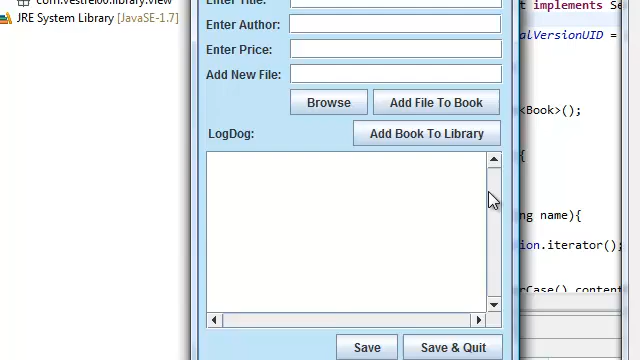 com.vestrel00.library.view
JRE System Library [JavaSE-1.7]
Enter Title:
Enter Author:
Enter Price:
Add New File:
Browse
Add File To Book
LogDog:
Add Book To Library
Save
Save & Quit
t implements Se
alVersionUID =
<Book>();
{
ng name){
ion.iterator();
rCase().content